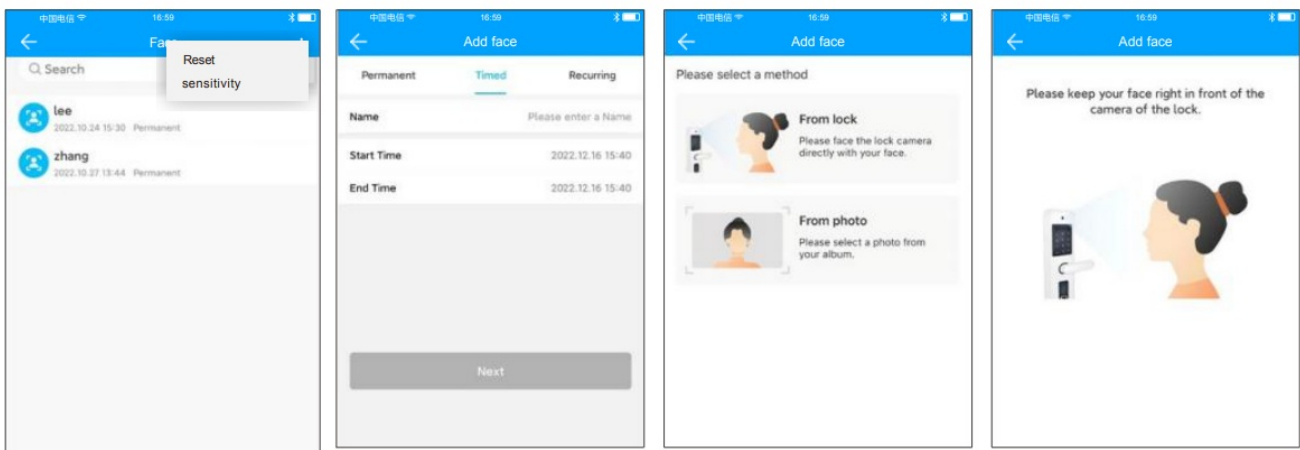 中国电信
16:59
Face
Reset
sensitivity
Search
lee
2022.10.24 15:30 Permanent
zhang
2022.10.27 13:44 Permanent
中国电信
16:59
Add face
Permanent Timed Recurring
Name Please enter a Name
Start Time 2022.12.16 15:40
End Time 2022.12.16 15:40
Next
中国电信
16:59
Add face
Please select a method
From lock
Please face the lock camera
directly with your face.
From photo
Please select a photo from
your album.
中国电信
16:59
Add face
Please keep your face right in front of the
camera of the lock.